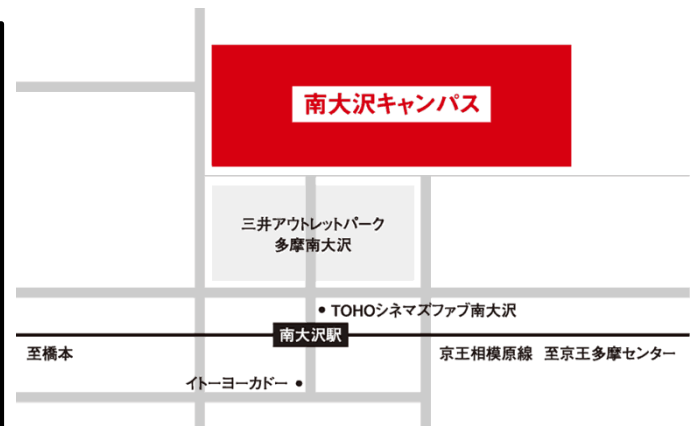 南大沢キャンパス
三井アウトレットパーク
多摩南大沢
TOHOシネマズファブ南大沢
南大沢駅
至橋本
京王相模原線 至京王多摩センター
イトーヨーカドー